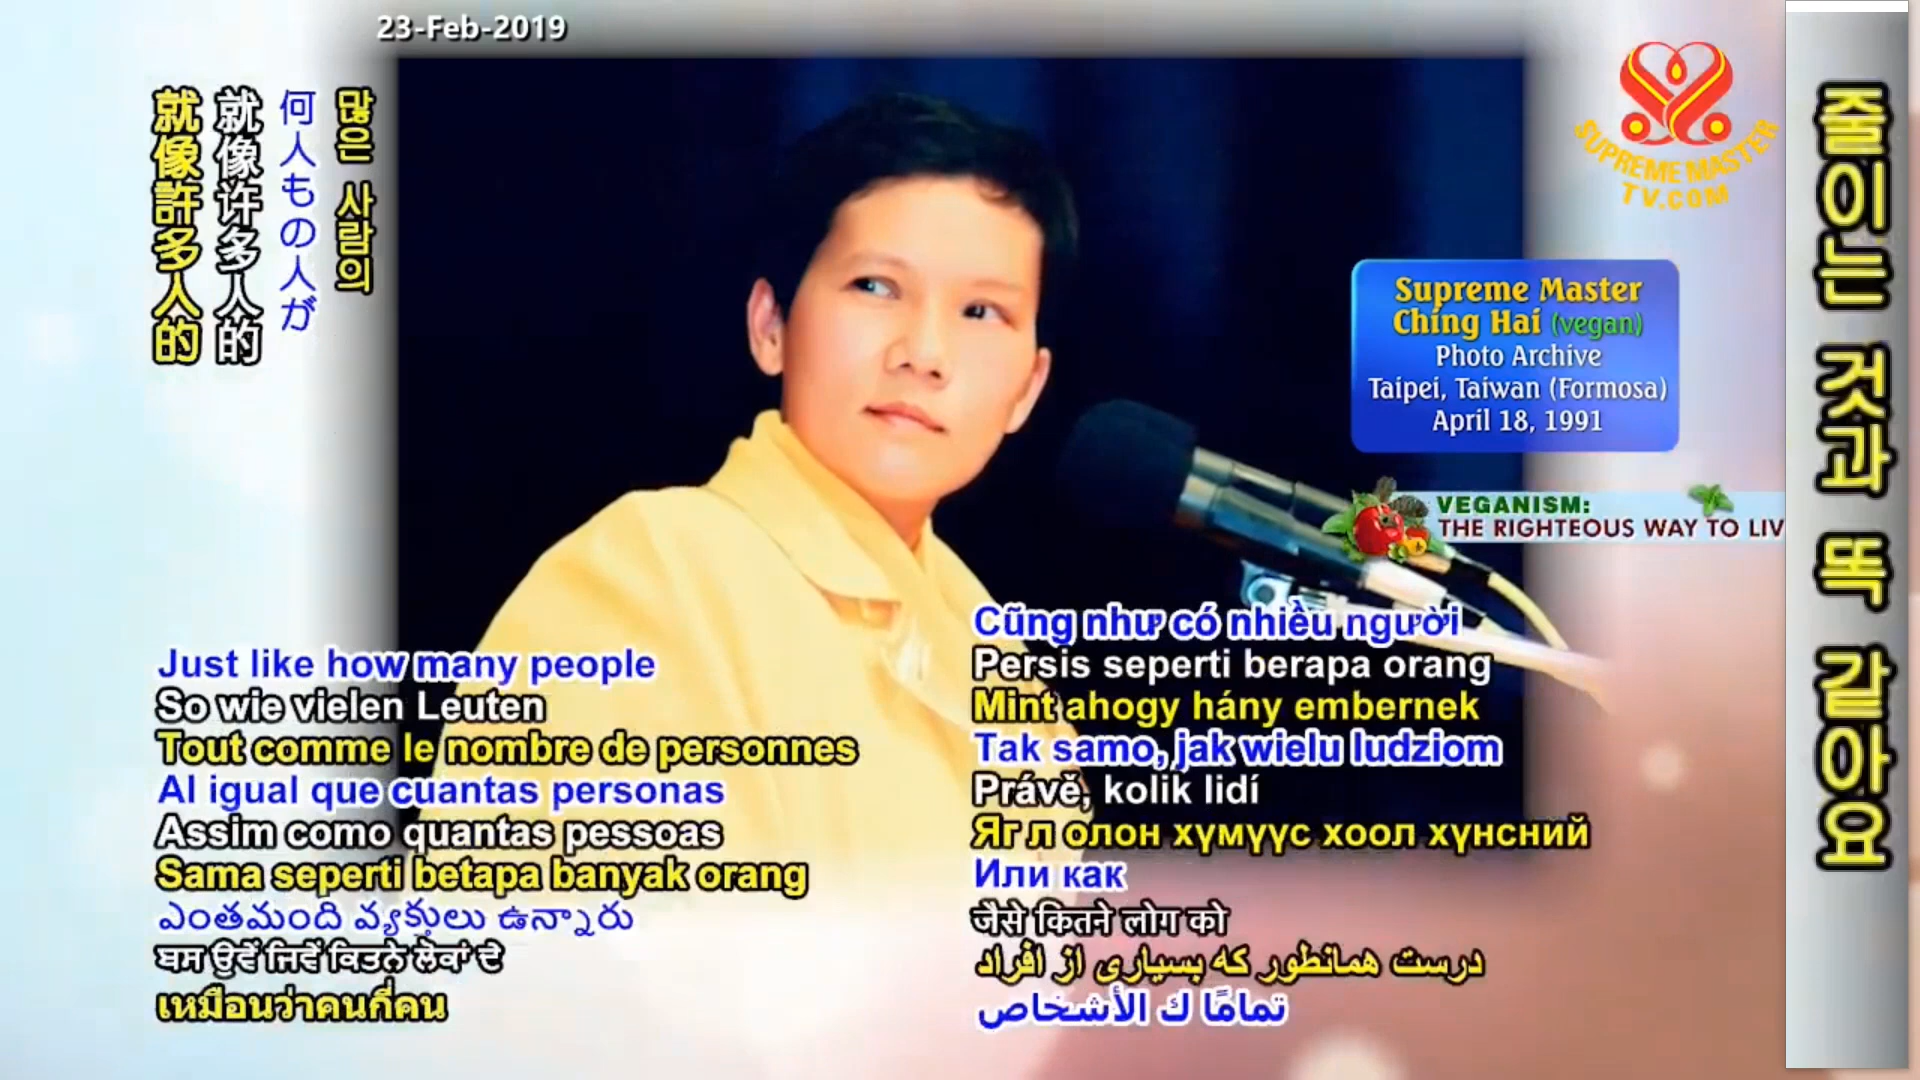 23-Feb-2019
就像許多人的
就像许多人的
何人もの人が
많은 사람의
SUPREME MASTER
TV.COM
Supreme Master
Ching Hai (vegan)
Photo Archive
Taipei, Taiwan (Formosa)
April 18, 1991
VEGANISM:
THE RIGHTEOUS WAY TO LIV
줄이는 것과 똑 같아요
Just like how many people
So wie vielen Leuten
Tout comme le nombre de personnes
Al igual que cuantas personas
Assim como quantas pessoas
Sama seperti betapa banyak orang
ఎంతమంది వ్యక్తులు ఉన్నారు
ਬਸ ਉਵੇਂ ਜਿਵੇਂ ਕਿਤਨੇ ਲੋਕਾਂ ਦੇ
เหมือนว่าคนกี่คน
Cũng như có nhiều người
Persis seperti berapa orang
Mint ahogy hány embernek
Tak samo, jak wielu ludziom
Právě, kolik lidí
Яг л олон хүмүүс хоол хүнсний
Или как
जैसे कितने लोग को
درست همانطور که بسیاری از افراد
تمامًا ك الأشخاص